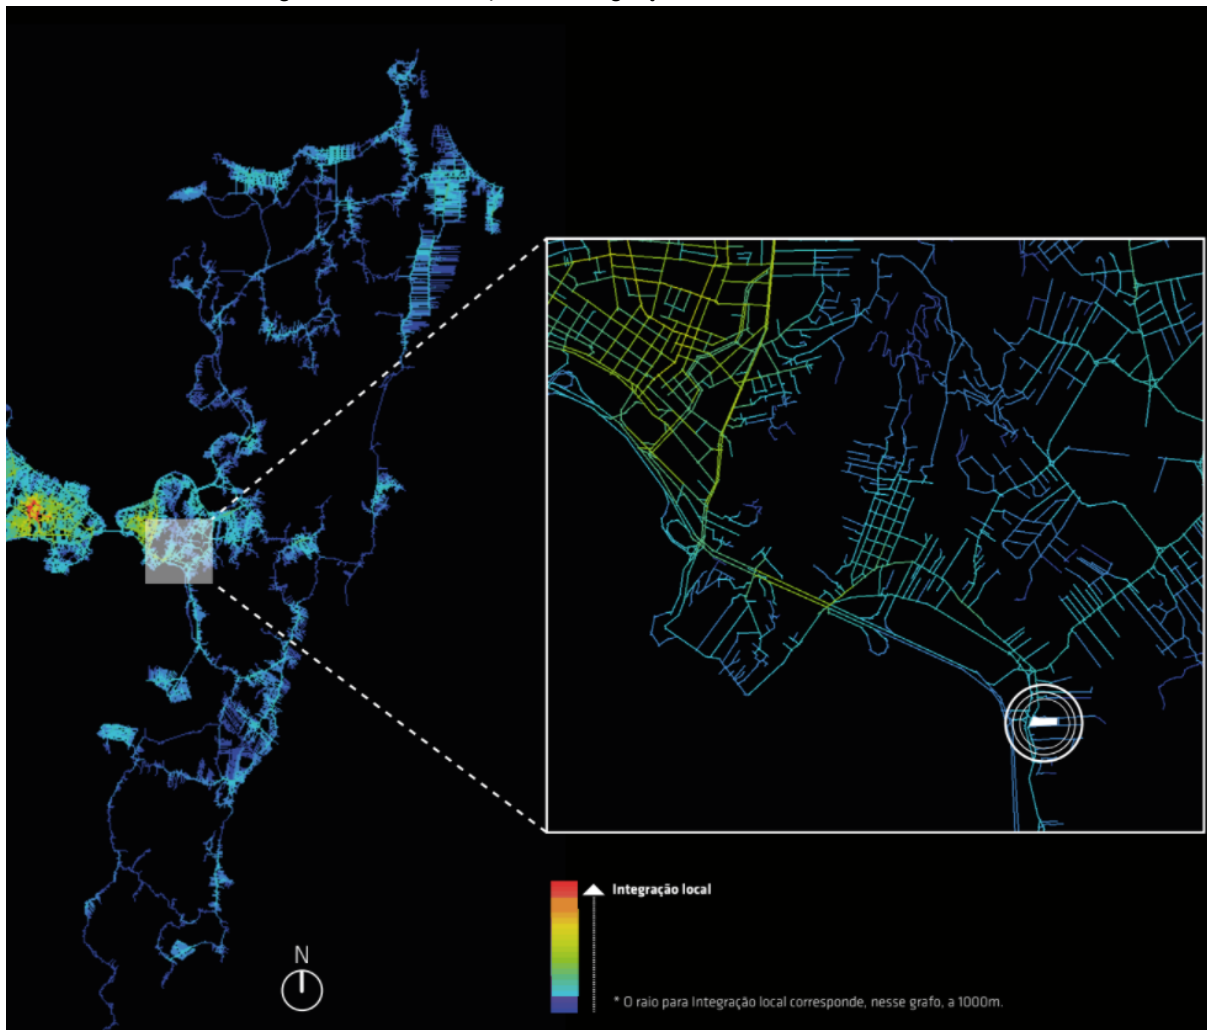 Integração local
N
* O raio para Integração local corresponde, nesse grafo, a 1000m.